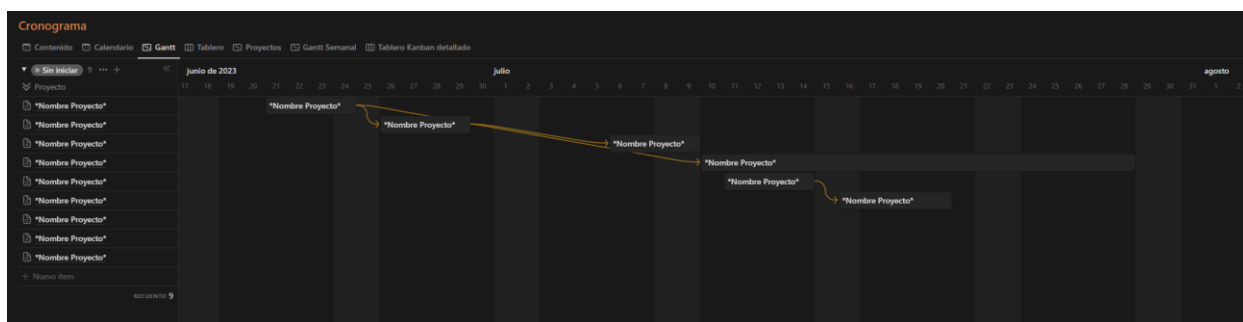 Cronograma
Contenido Calendario Gantt Tablero Proyectos Gantt Semanal Tablero Kanban detallado
Sin iniciar 9 junio de 2023 julio agosto
Proyecto 17 18 19 20 21 22 23 24 25 26 27 28 29 30 1 2 3 4 5 6 7 8 9 10 11 12 13 14 15 16 17 18 19 20 21 22 23 24 25 26 27 28 29 30 31 1 2
*Nombre Proyecto* *Nombre Proyecto*
*Nombre Proyecto* *Nombre Proyecto*
*Nombre Proyecto* *Nombre Proyecto*
*Nombre Proyecto* *Nombre Proyecto*
*Nombre Proyecto* *Nombre Proyecto*
*Nombre Proyecto* *Nombre Proyecto*
*Nombre Proyecto*
*Nombre Proyecto*
*Nombre Proyecto*
+ Nuevo ítem
RECUENTO 9